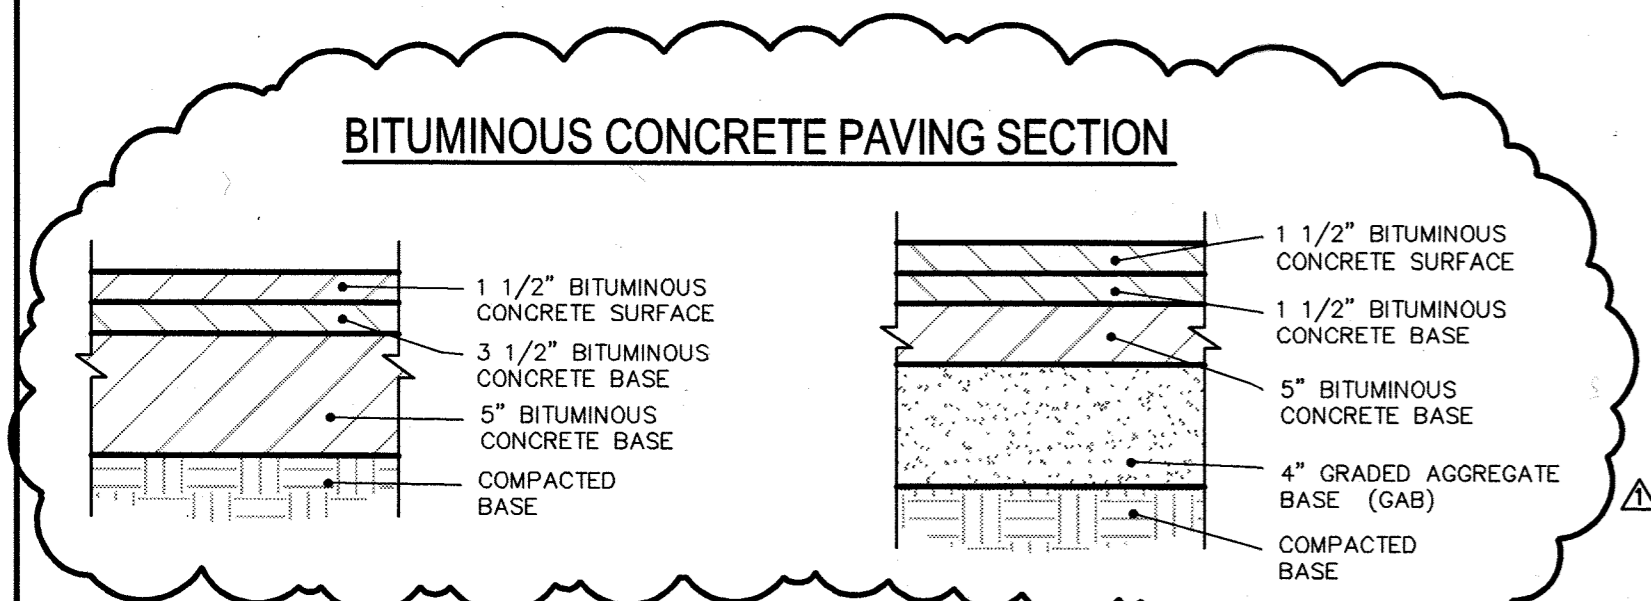 BITUMINOUS CONCRETE PAVING SECTION
1 1/2" BITUMINOUS
CONCRETE SURFACE
3 1/2" BITUMINOUS
CONCRETE BASE
5" BITUMINOUS
CONCRETE BASE
COMPACTED
BASE
1 1/2" BITUMINOUS
CONCRETE SURFACE
1 1/2" BITUMINOUS
CONCRETE BASE
5" BITUMINOUS
CONCRETE BASE
4" GRADED AGGREGATE
BASE (GAB)
COMPACTED
BASE
1